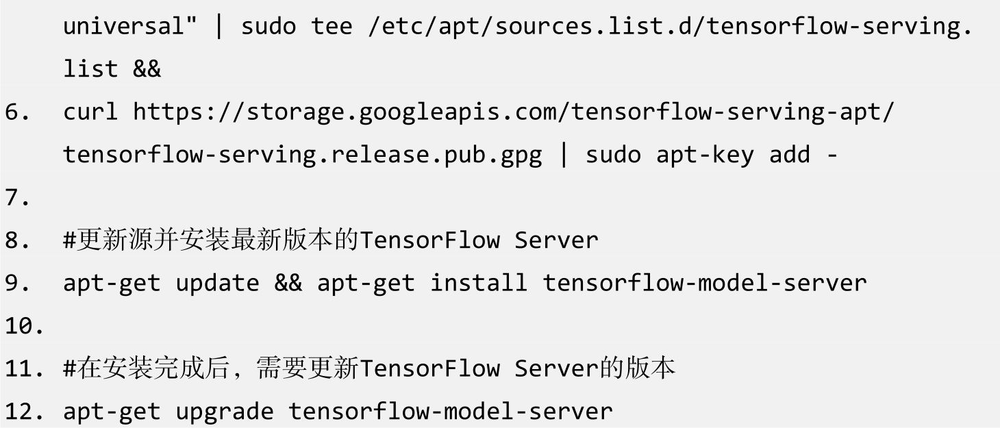 universal" | sudo tee /etc/apt/sources.list.d/tensorflow-serving.
list &&
6. curl https://storage.googleapis.com/tensorflow-serving-apt/
tensorflow-serving.release.pub.gpg | sudo apt-key add -
7.
8. #更新源并安装最新版本的TensorFlow Server
9. apt-get update && apt-get install tensorflow-model-server
10.
11. #在安装完成后，需要更新TensorFlow Server的版本
12. apt-get upgrade tensorflow-model-server